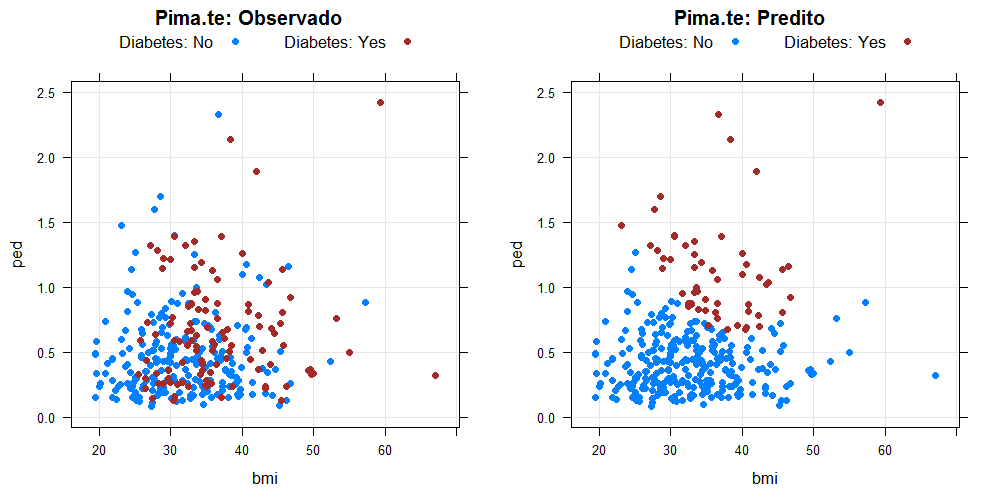 Pima.te: Observado
Diabetes: No
Diabetes: Yes
2.5
2.0
1.5
1.0
0.5
0.0
ped
20
30
40
50
60
bmi
Pima.te: Predito
Diabetes: No
Diabetes: Yes
2.5
2.0
1.5
1.0
0.5
0.0
ped
20
30
40
50
60
bmi